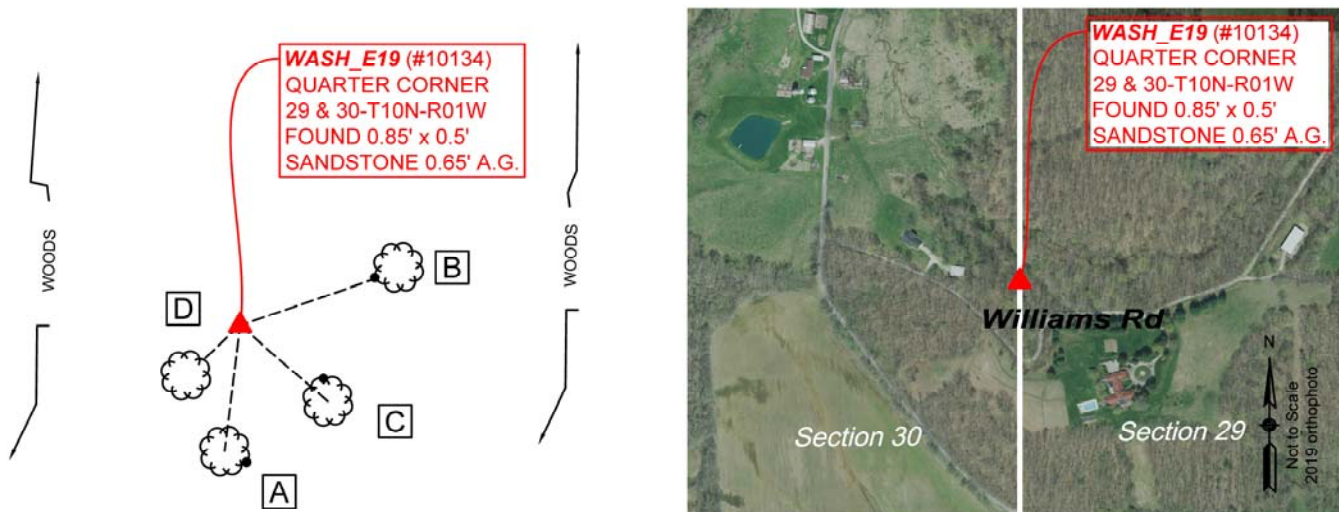 WASH_E19 (#10134)
QUARTER CORNER
29 & 30-T10N-R01W
FOUND 0.85' x 0.5'
SANDSTONE 0.65' A.G.
WOODS
WOODS
B
D
C
A
WASH_E19 (#10134)
QUARTER CORNER
29 & 30-T10N-R01W
FOUND 0.85' x 0.5'
SANDSTONE 0.65' A.G.
Williams Rd
N
Section 30
Section 29
Not to Scale
2019 orthophoto